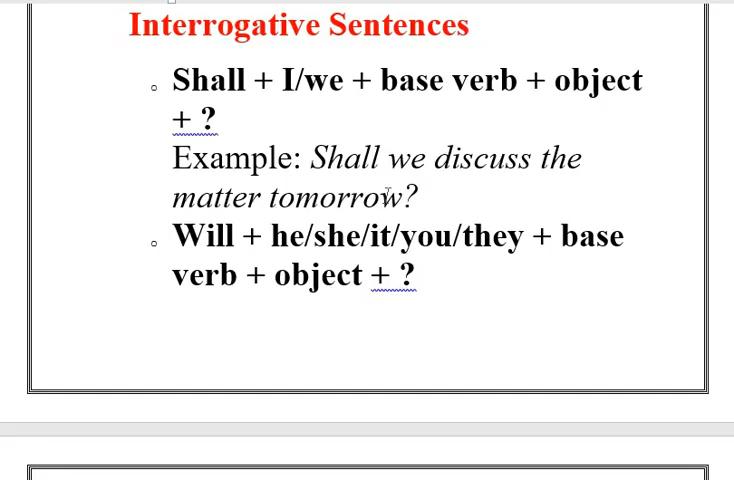 Interrogative Sentences
Shall + I/we + base verb + object
+ ?
Example: Shall we discuss the
matter tomorrow?
Will + he/she/it/you/they + base
verb + object + ?